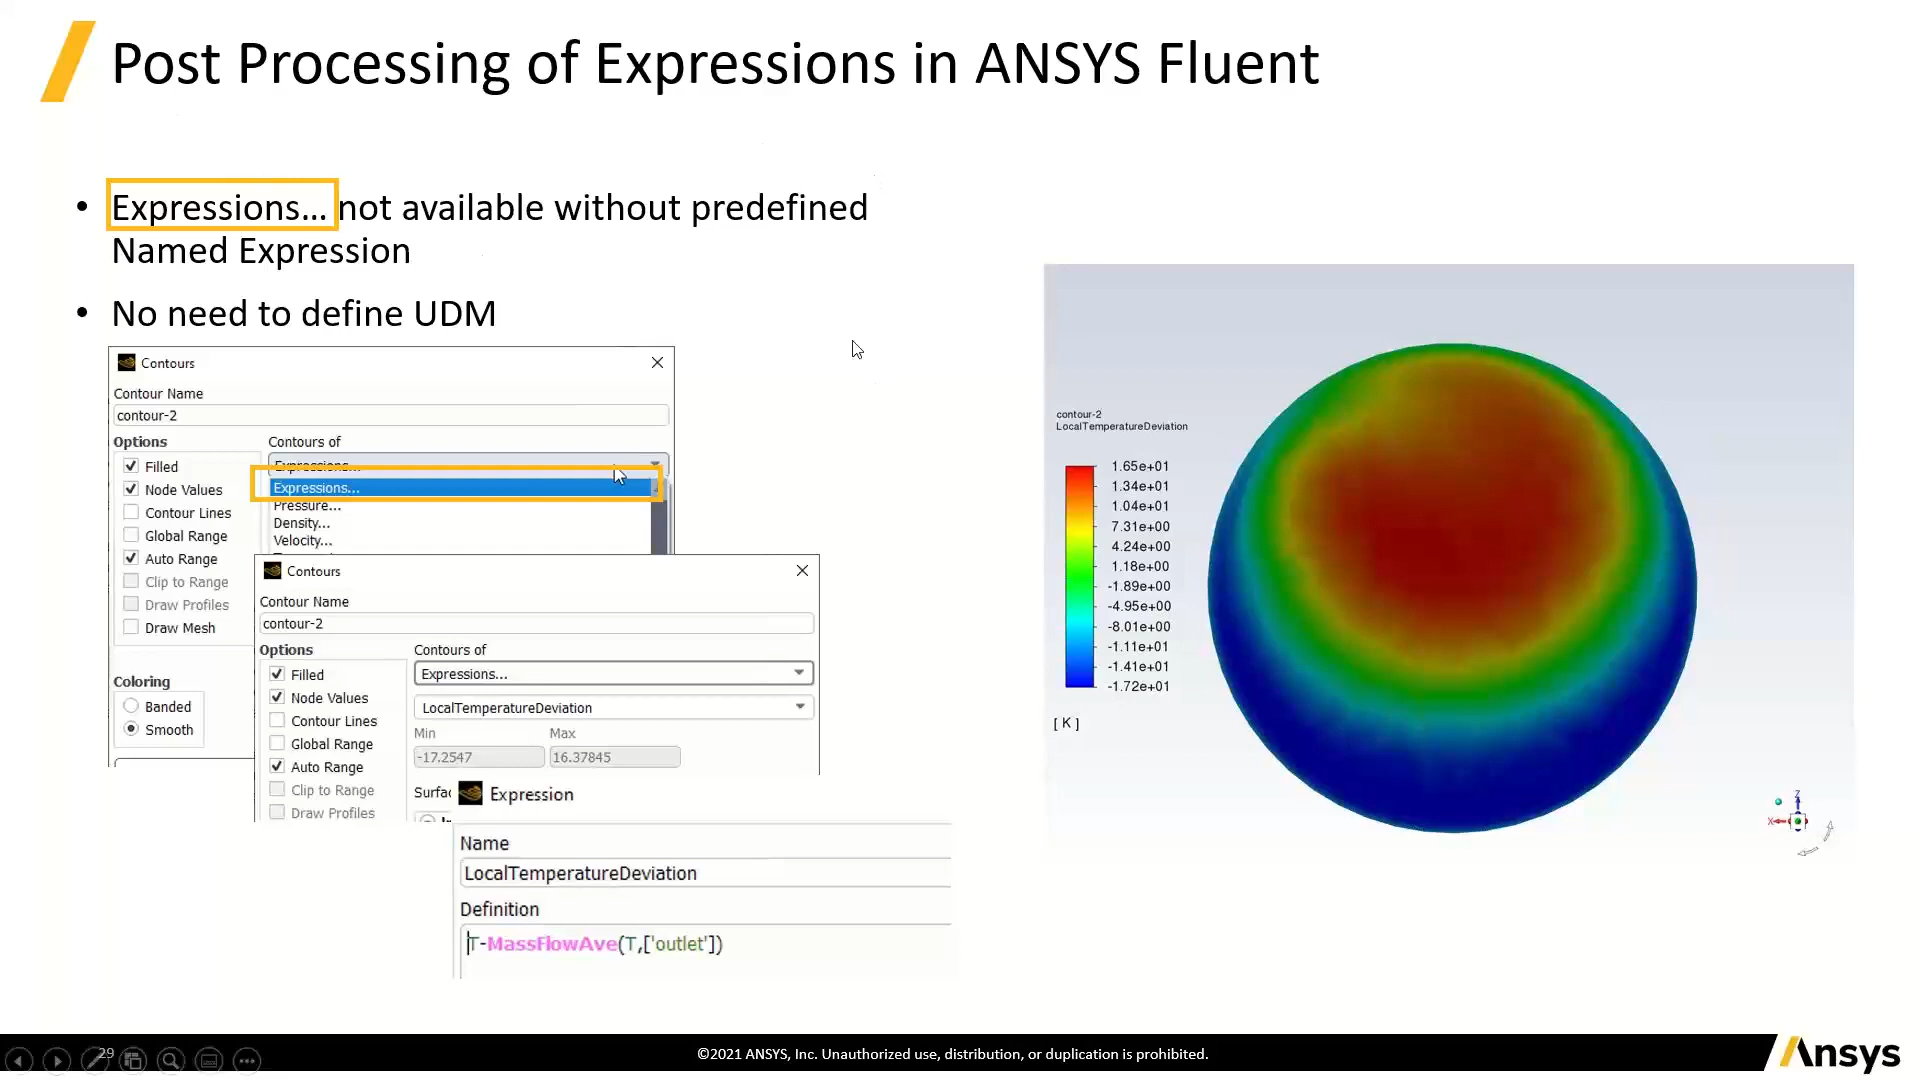 Post Processing of Expressions in ANSYS Fluent
• Expressions... not available without predefined
Named Expression
• No need to define UDM
Contours
Contour Name
contour-2
Options
Contours of
Filled
Expressions...
Node Values
Expressions...
Contour Lines
Pressure...
Global Range
Density...
Auto Range
Velocity...
Clip to Range
Draw Profiles
Draw Mesh
Coloring
Banded
Smooth
Contours
Contour Name
contour-2
Options
Contours of
Filled
Expressions...
Node Values
LocalTemperatureDeviation
Contour Lines
Min
Max
Global Range
-17.2547
16.37845
Auto Range
Clip to Range
Draw Profiles
Expression
Name
LocalTemperatureDeviation
Definition
T-MassFlowAve(T,['outlet'])
contour-2
LocalTemperatureDeviation
1.65e+01
1.34e+01
1.04e+01
7.31e+00
4.24e+00
1.18e+00
-1.89e+00
-4.95e+00
-8.01e+00
-1.11e+01
-1.41e+01
-1.72e+01
[ K ]
Z
X
29
©2021 ANSYS, Inc. Unauthorized use, distribution, or duplication is prohibited.
Ansys